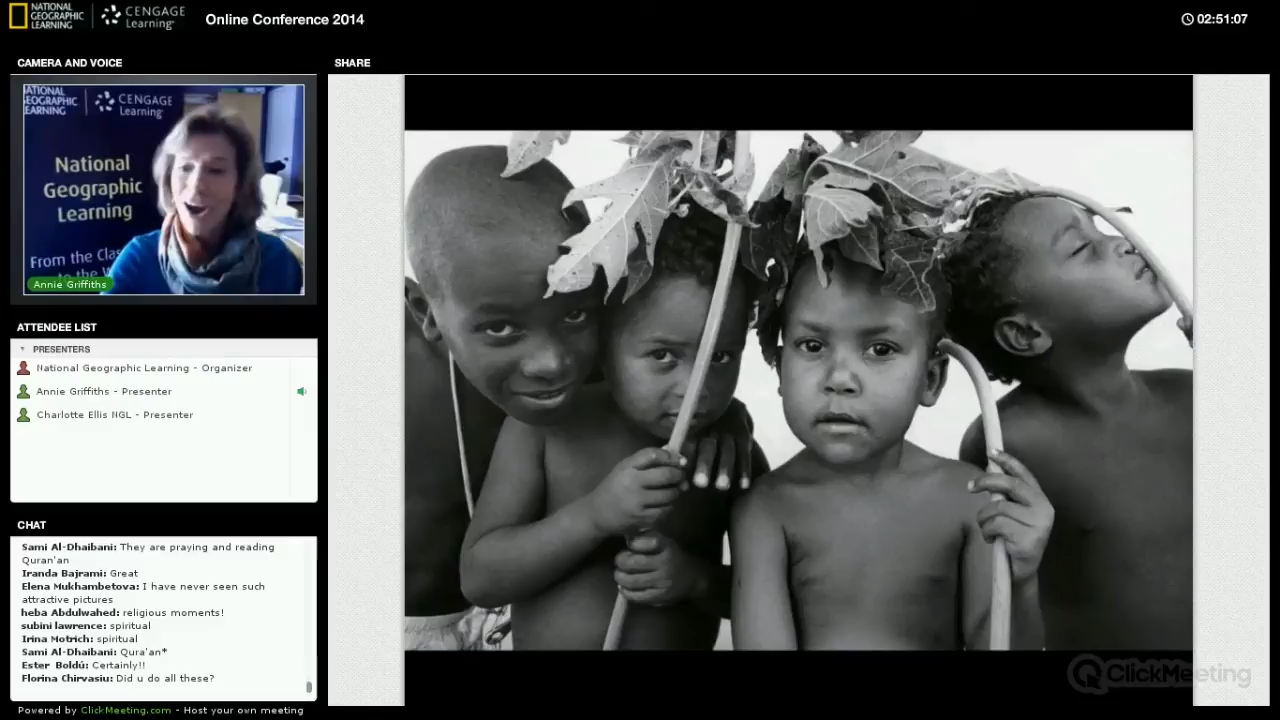 NATIONAL
GEOGRAPHIC
LEARNING
CENGAGE
Learning®
Online Conference 2014
02:51:07
CAMERA AND VOICE
SHARE
NATIONAL
GEOGRAPHIC
LEARNING
CENGAGE
Learning
National
Geographic
Learning
From the Clas
to the W
Annie Griffiths
ATTENDEE LIST
PRESENTERS
National Geographic Learning - Organizer
Annie Griffiths - Presenter
Charlotte Ellis NGL - Presenter
CHAT
Sami Al-Dhaibani: They are praying and reading
Quran'an
Iranda Bajrami: Great
Elena Mukhambetova: I have never seen such
attractive pictures
heba Abdulwahed: religious moments!
subini lawrence: spiritual
Irina Motrich: spiritual
Sami Al-Dhaibani: Qura'an*
Ester Boldú: Certainly!!
Florina Chirvasiu: Did u do all these?
Powered by ClickMeeting.com - Host your own meeting
ClickMeeting